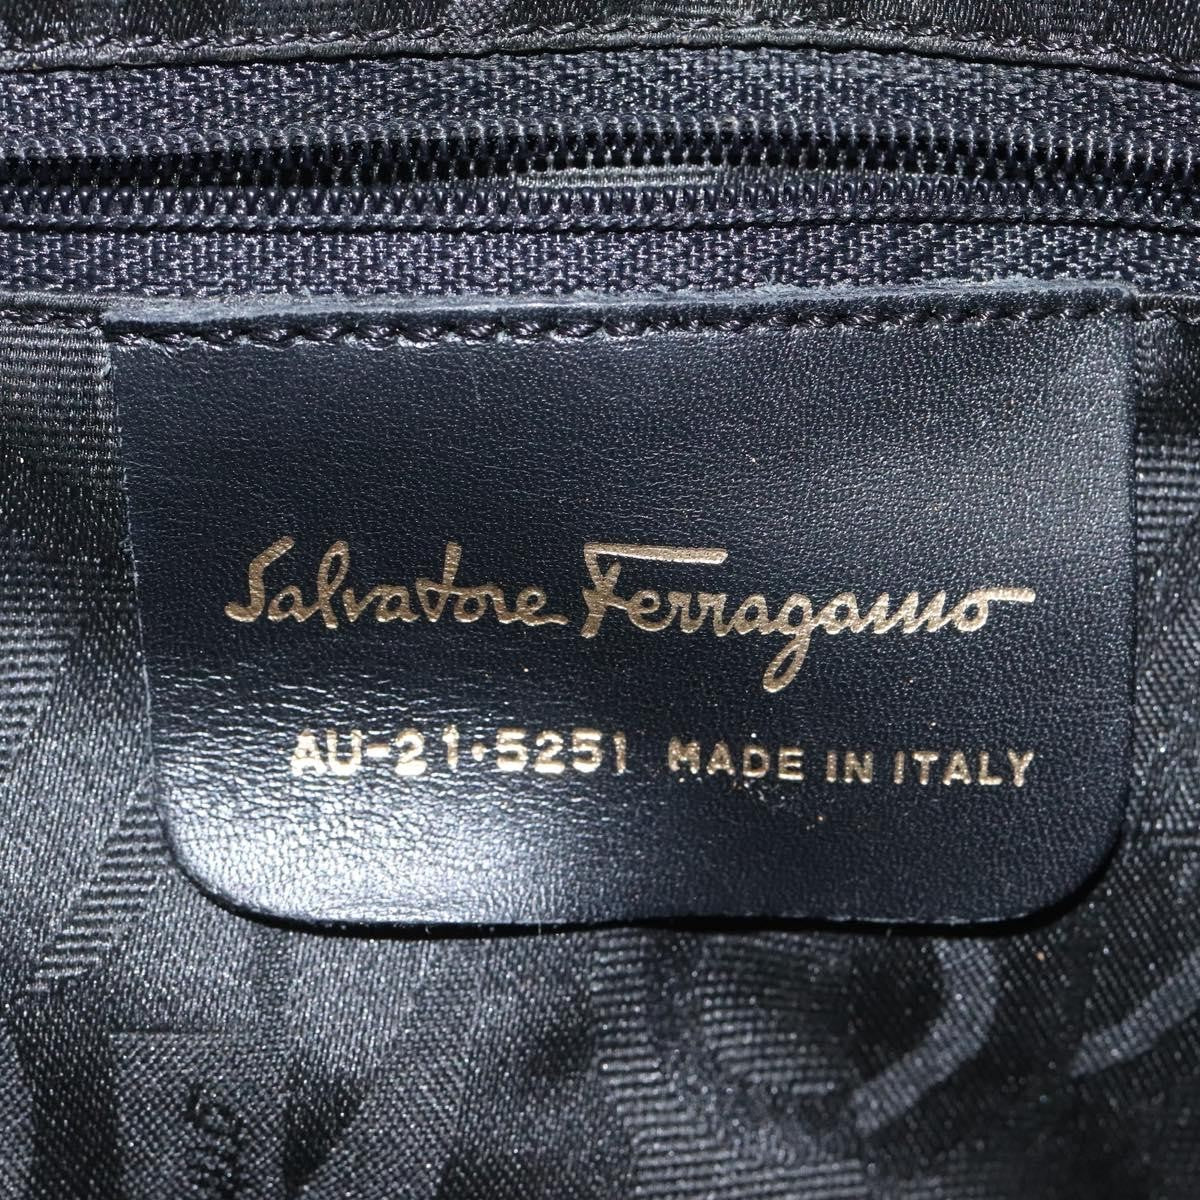 Salvatore Ferragamo
AU-21·5251 MADE IN ITALY